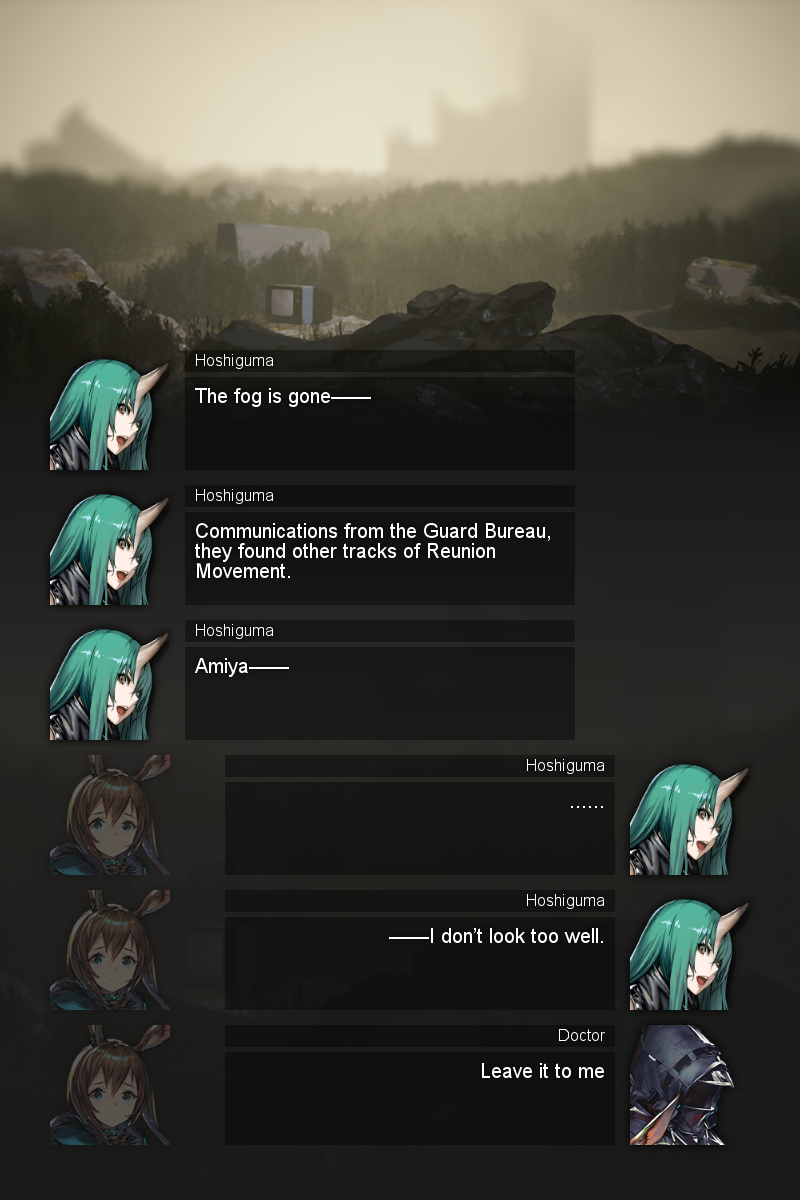 Hoshiguma
The fog is gone——
Hoshiguma
Communications from the Guard Bureau,
they found other tracks of Reunion
Movement.
Hoshiguma
Amiya——
Hoshiguma
......
Hoshiguma
——I don't look too well.
Doctor
Leave it to me